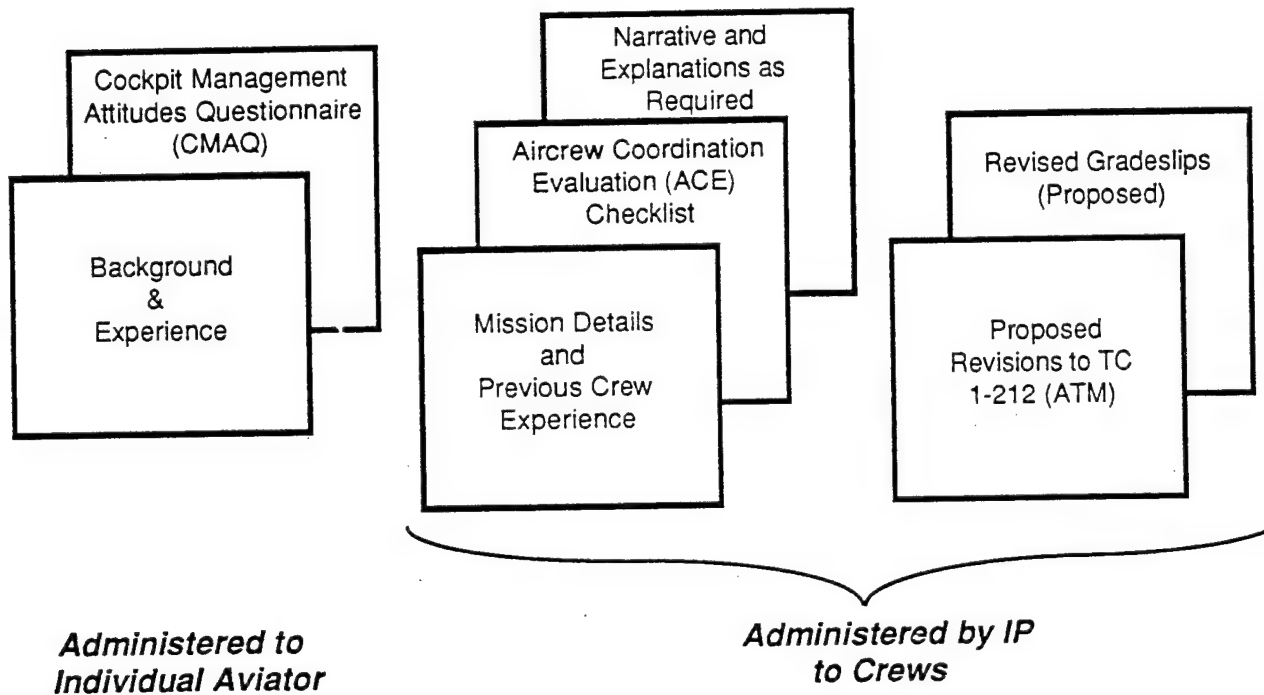 Cockpit Management
Attitudes Questionnaire
(CMAQ)
Background
&
Experience
Narrative and
Explanations as
Required
Aircrew Coordination
Evaluation (ACE)
Checklist
Mission Details
and
Previous Crew
Experience
Revised Gradeslips
(Proposed)
Proposed
Revisions to TC
1-212 (ATM)
Administered to
Individual Aviator
Administered by IP
to Crews